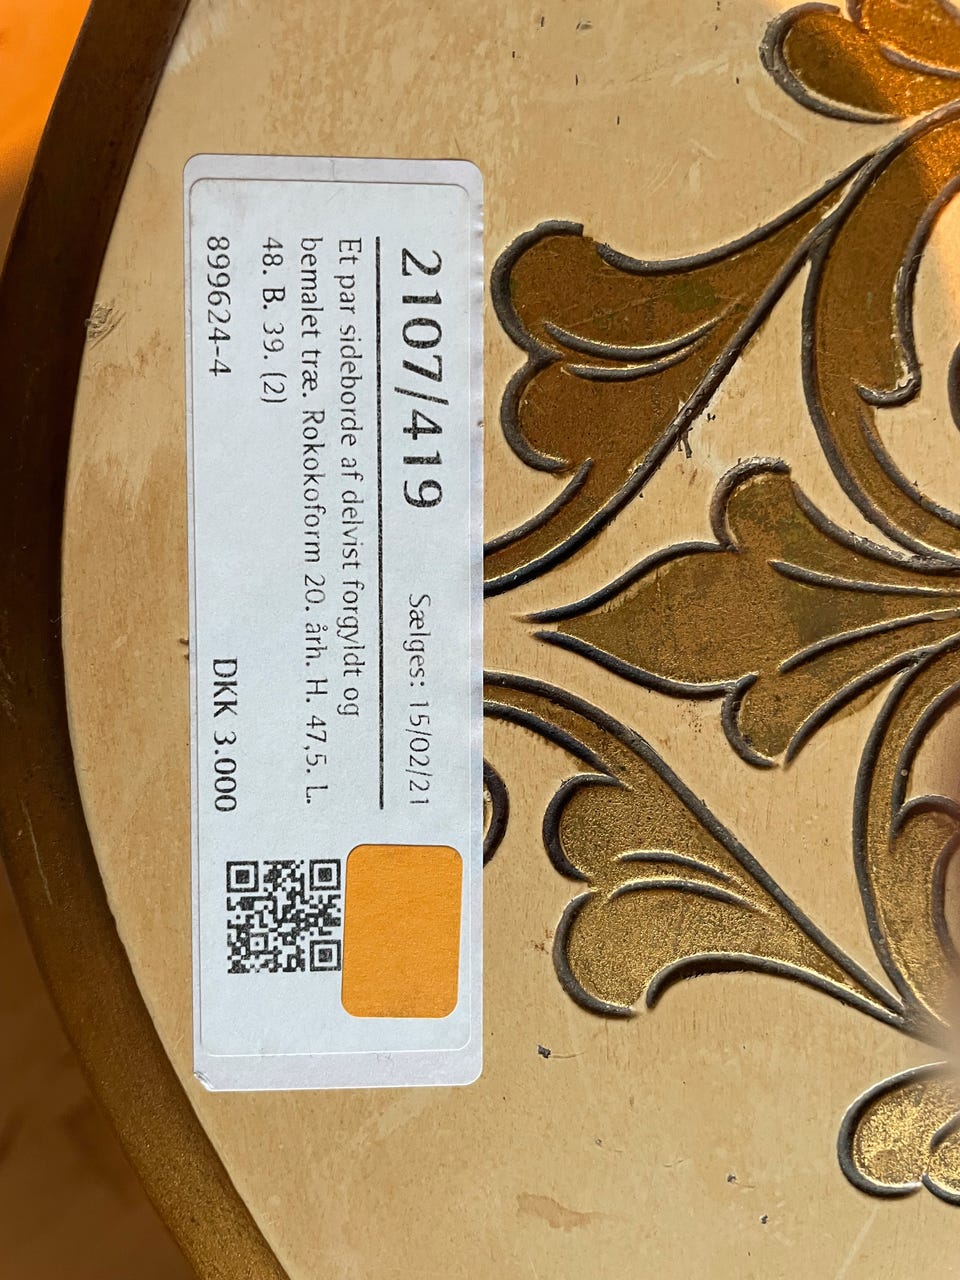 2107/419 Sælges: 15/02/21
Et par sideborde af delvist forgyldt og
bemalet træ. Rokokoform 20. årh. H. 47,5. L.
48. B. 39. (2)
899624-4 DKK 3.000